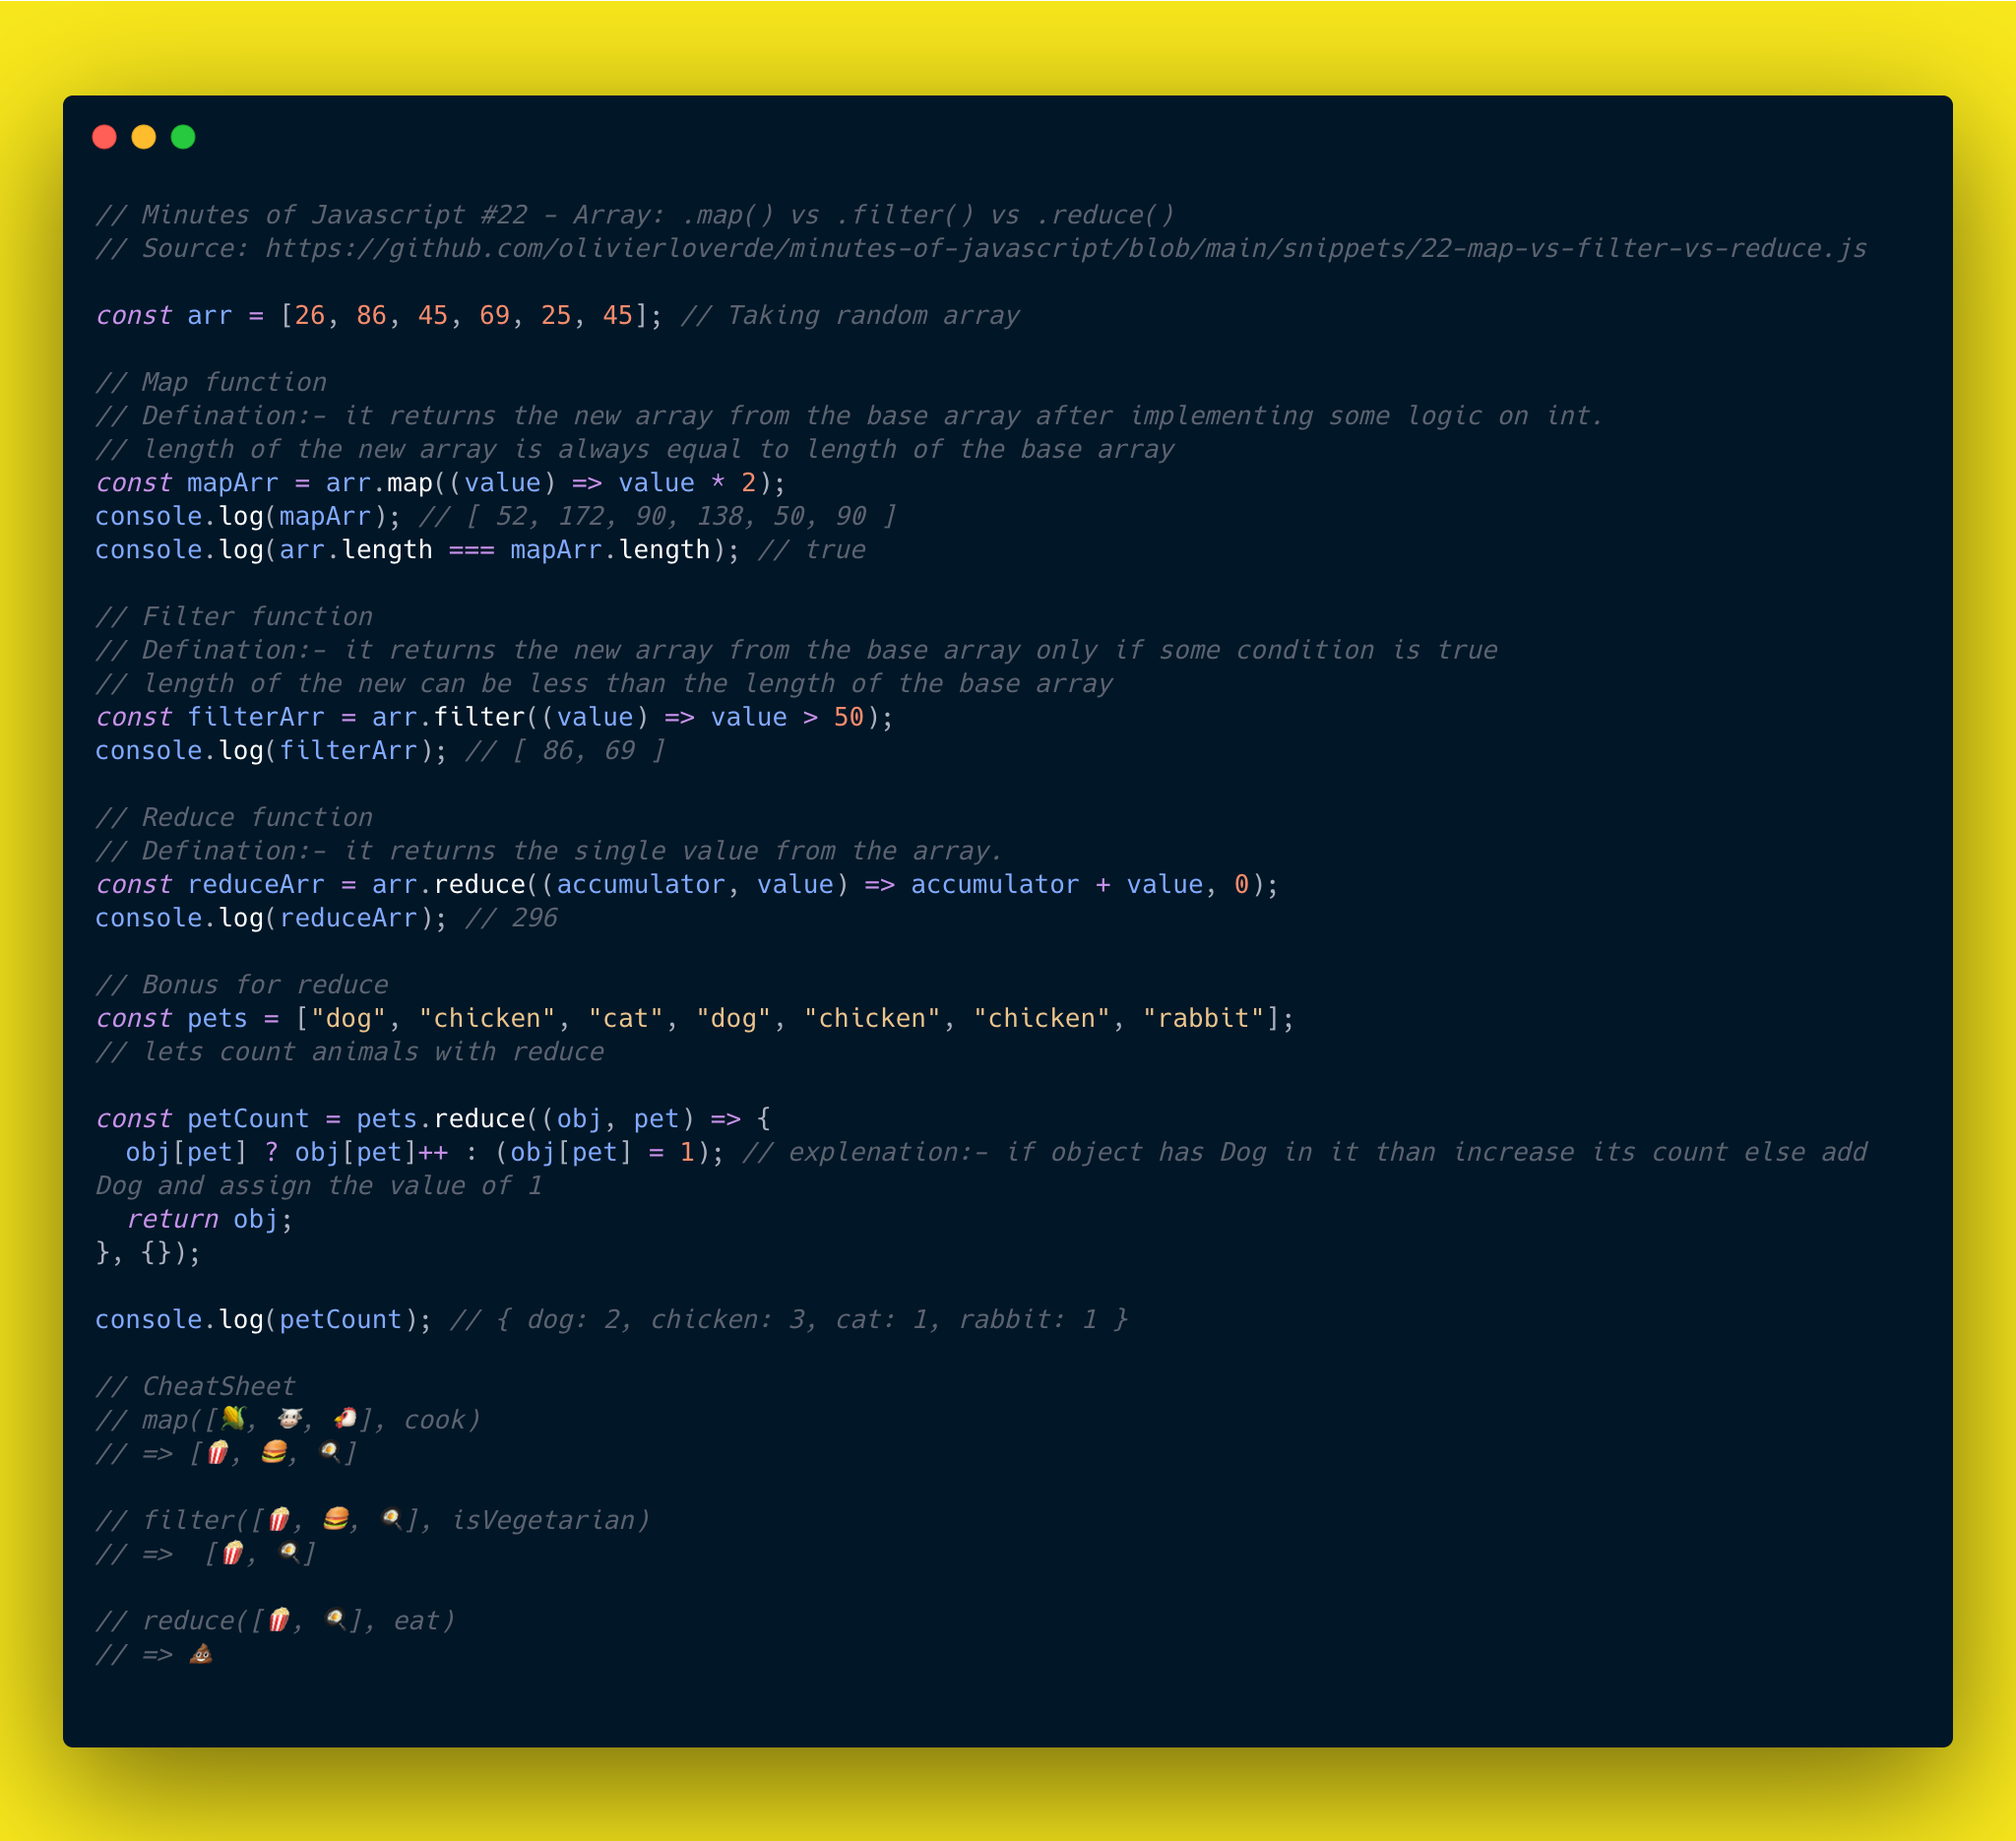 // Minutes of Javascript #22 - Array: .map() vs .filter() vs .reduce()
// Source: https://github.com/olivierloverde/minutes-of-javascript/blob/main/snippets/22-map-vs-filter-vs-reduce.js
const arr = [26, 86, 45, 69, 25, 45]; // Taking random array
// Map function
// Defination:- it returns the new array from the base array after implementing some logic on int.
// length of the new array is always equal to length of the base array
const mapArr = arr.map((value) => value * 2);
console.log(mapArr); // [ 52, 172, 90, 138, 50, 90 ]
console.log(arr.length === mapArr.length); // true
// Filter function
// Defination:- it returns the new array from the base array only if some condition is true
// length of the new can be less than the length of the base array
const filterArr = arr.filter((value) => value > 50);
console.log(filterArr); // [ 86, 69 ]
// Reduce function
// Defination:- it returns the single value from the array.
const reduceArr = arr.reduce((accumulator, value) => accumulator + value, 0);
console.log(reduceArr); // 296
// Bonus for reduce
const pets = ["dog", "chicken", "cat", "dog", "chicken", "chicken", "rabbit"];
// lets count animals with reduce
const petCount = pets.reduce((obj, pet) => {
  obj[pet] ? obj[pet]++ : (obj[pet] = 1); // explenation:- if object has Dog in it than increase its count else add
Dog and assign the value of 1
  return obj;
}, {});
console.log(petCount); // { dog: 2, chicken: 3, cat: 1, rabbit: 1 }
// CheatSheet
// map([🌽, 🐮, 🐔], cook)
// => [🍿, 🍔, 🍳]
// filter([🍿, 🍔, 🍳], isVegetarian)
// =>  [🍿, 🍳]
// reduce([🍿, 🍳], eat)
// => 💩